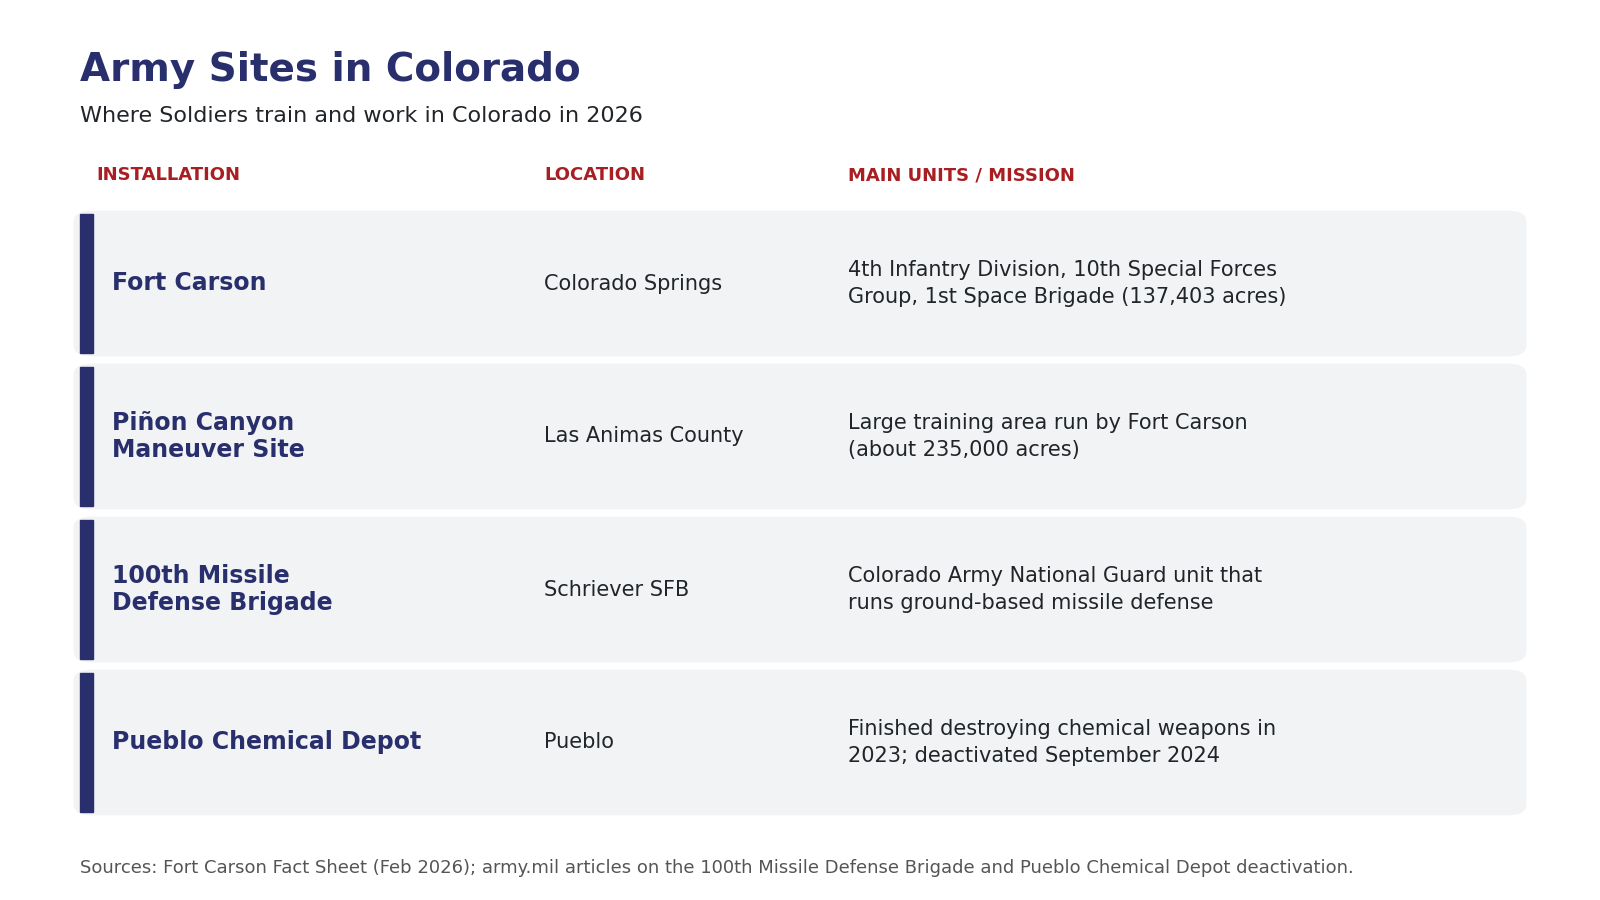 Army Sites in Colorado
Where Soldiers train and work in Colorado in 2026
INSTALLATION LOCATION MAIN UNITS / MISSION
Fort Carson
Colorado Springs
4th Infantry Division, 10th Special Forces
Group, 1st Space Brigade (137,403 acres)
Piñon Canyon
Maneuver Site
Las Animas County
Large training area run by Fort Carson
(about 235,000 acres)
100th Missile
Defense Brigade
Schriever SFB
Colorado Army National Guard unit that
runs ground-based missile defense
Pueblo Chemical Depot
Pueblo
Finished destroying chemical weapons in
2023; deactivated September 2024
Sources: Fort Carson Fact Sheet (Feb 2026); army.mil articles on the 100th Missile Defense Brigade and Pueblo Chemical Depot deactivation.